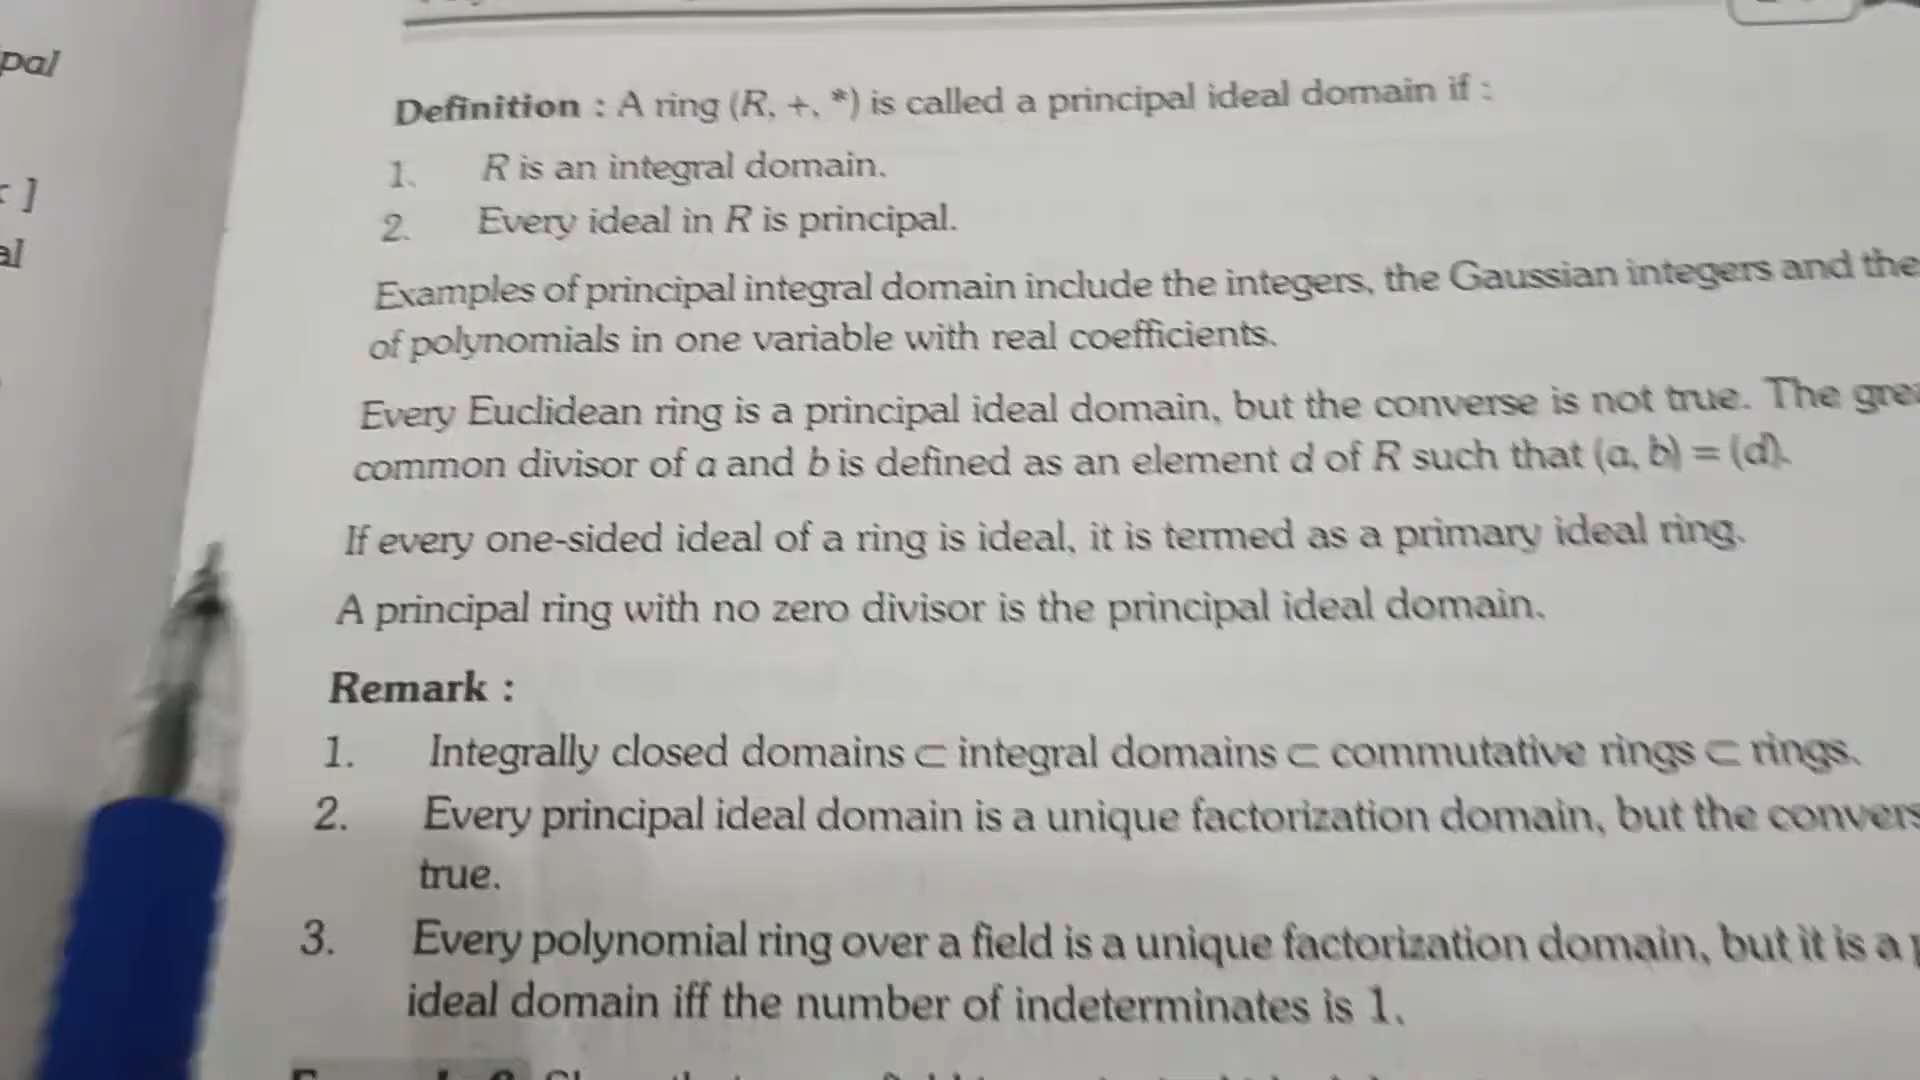 pal
]
al
Definition : A ring (R, +, *) is called a principal ideal domain if :
1. R is an integral domain.
2. Every ideal in R is principal.
Examples of principal integral domain include the integers, the Gaussian integers and the
of polynomials in one variable with real coefficients.
Every Euclidean ring is a principal ideal domain, but the converse is not true. The
common divisor of a and b is defined as an element d of R such that (a, b) = (d).
If every one-sided ideal of a ring is ideal, it is termed as a primary ideal ring.
A principal ring with no zero divisor is the principal ideal domain.
Remark :
1. Integrally closed domains ⊂ integral domains ⊂ commutative rings ⊂ rings.
2. Every principal ideal domain is a unique factorization domain, but the
true.
3. Every polynomial ring over a field is a unique factorization domain, but it is a
ideal domain iff the number of indeterminates is 1.